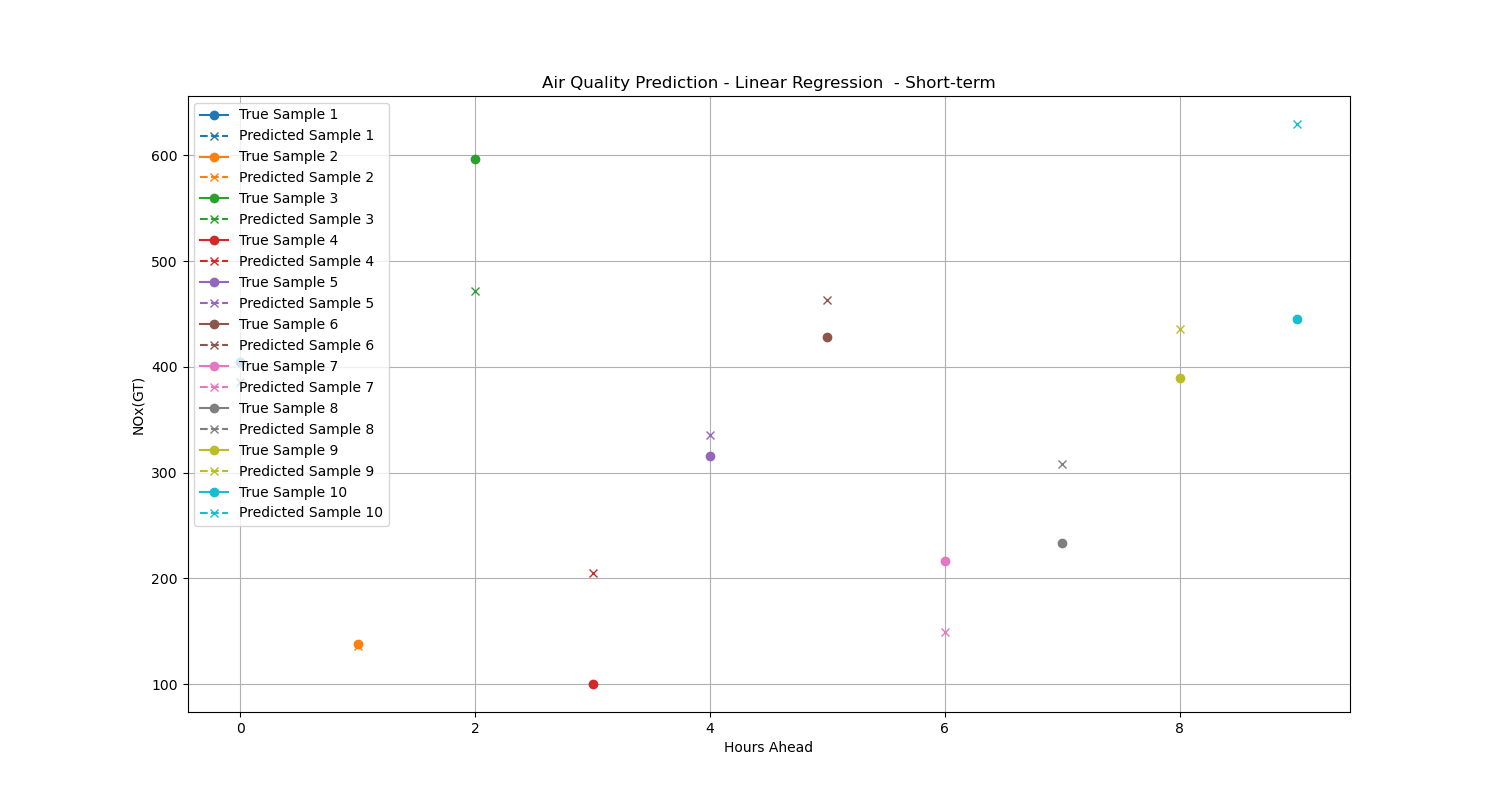 Air Quality Prediction - Linear Regression  - Short-term
True Sample 1
Predicted Sample 1
True Sample 2
Predicted Sample 2
True Sample 3
Predicted Sample 3
True Sample 4
Predicted Sample 4
True Sample 5
Predicted Sample 5
True Sample 6
Predicted Sample 6
True Sample 7
Predicted Sample 7
True Sample 8
Predicted Sample 8
True Sample 9
Predicted Sample 9
True Sample 10
Predicted Sample 10
600
500
400
300
200
100
NOx(GT)
0 2 4 6 8
Hours Ahead